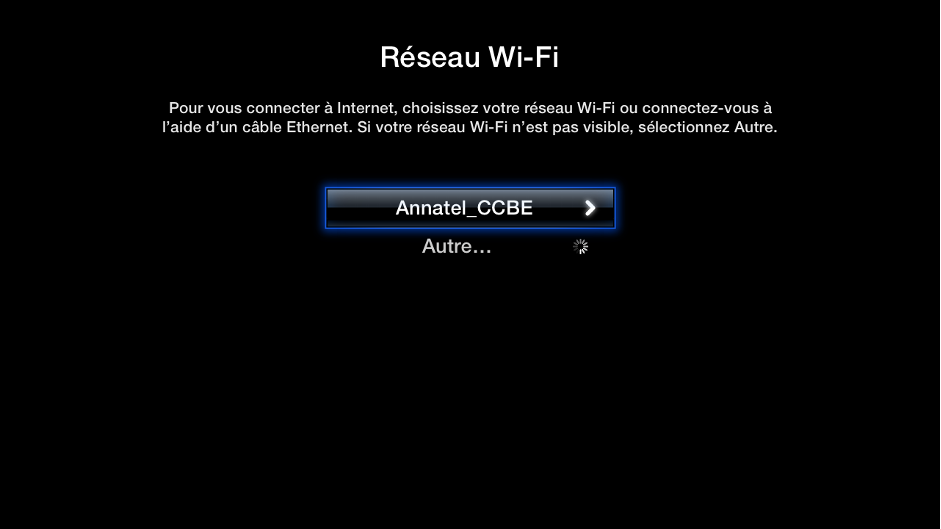 Réseau Wi-Fi
Pour vous connecter à Internet, choisissez votre réseau Wi-Fi ou connectez-vous à
l’aide d’un câble Ethernet. Si votre réseau Wi-Fi n’est pas visible, sélectionnez Autre.
Annatel_CCBE
Autre…